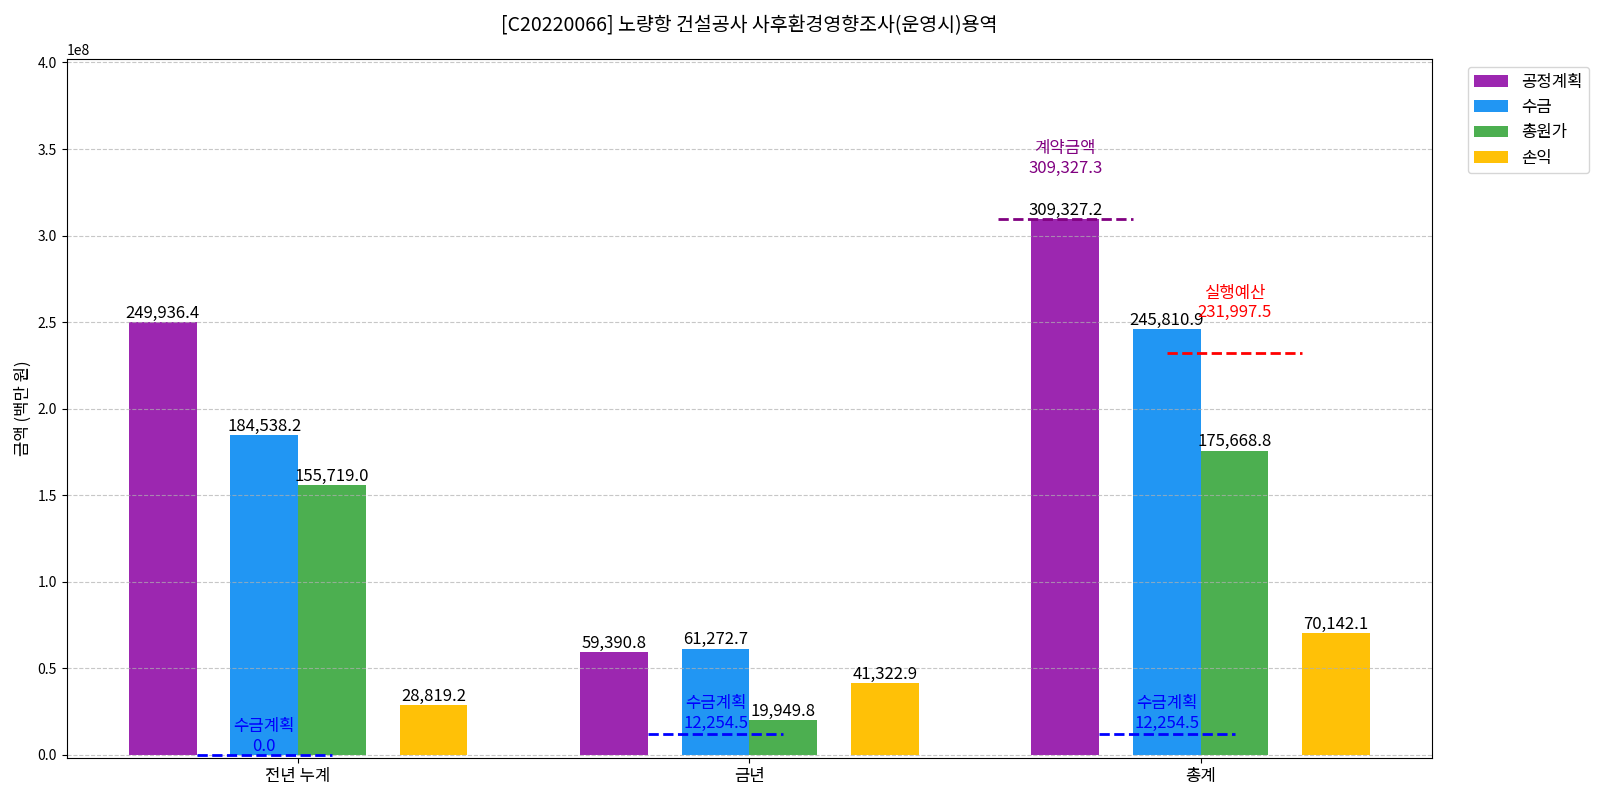 [C20220066] 노량항 건설공사 사후환경영향조사(운영시)용역
1e8
4.0
3.5
3.0
2.5
2.0
1.5
1.0
0.5
0.0
금액 (백만 원)
249,936.4
184,538.2
155,719.0
28,819.2
수금계획
0.0
59,390.8
61,272.7
19,949.8
41,322.9
수금계획
12,254.5
계약금액
309,327.3
309,327.2
실행예산
231,997.5
245,810.9
175,668.8
70,142.1
수금계획
12,254.5
전년 누계
금년
총계
공정계획
수금
총원가
손익